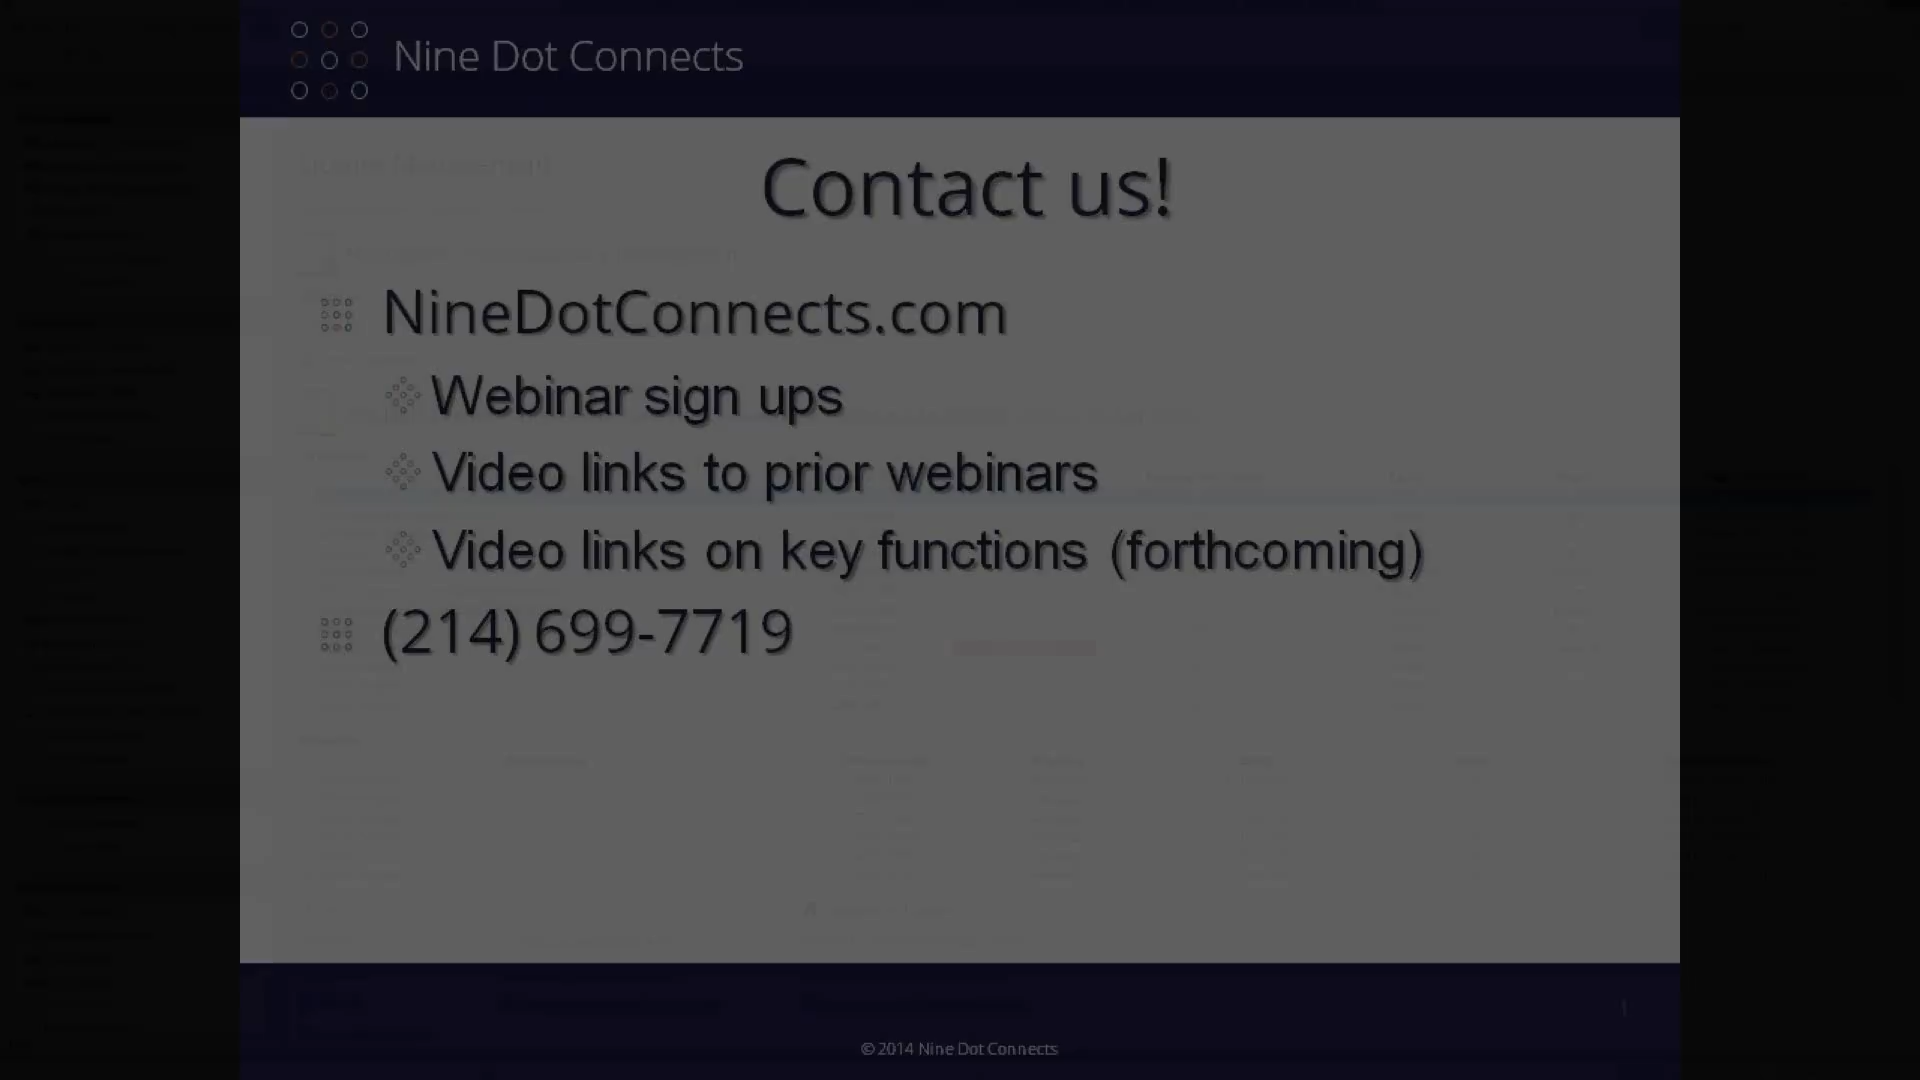 Nine Dot Connects
Contact us!
NineDotConnects.com
Webinar sign ups
Video links to prior webinars
Video links on key functions (forthcoming)
(214) 699-7719
© 2014 Nine Dot Connects